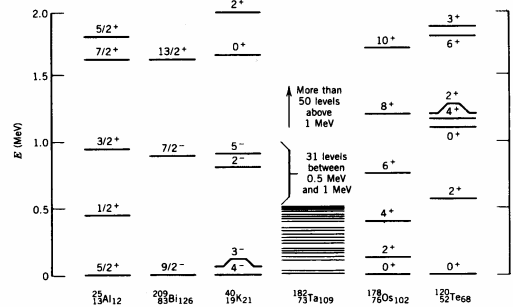 2+
2.0
5/2+
3+
7/2+
13/2+
0+
10+
6+
1.5
More than
50 levels
above
1 MeV
8+
2+
4+
0+
E (MeV)
1.0
3/2+
7/2-
5-
2-
31 levels
between
0.5 MeV
and 1 MeV
6+
2+
0.5
1/2+
4+
3-
2+
0
5/2+
9/2-
4-
0+
0+
25 13Al12
209 83Bi126
40 19K21
182 73Ta109
178 76Os102
120 52Te68